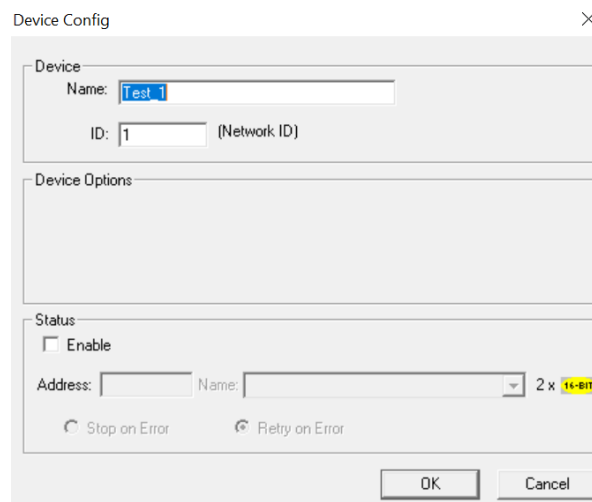 Device Config
Device
Name: Test_1
ID: 1 (Network ID)
Device Options
Status
Enable
Address: Name: 2 x 16-BIT
Stop on Error Retry on Error
OK Cancel